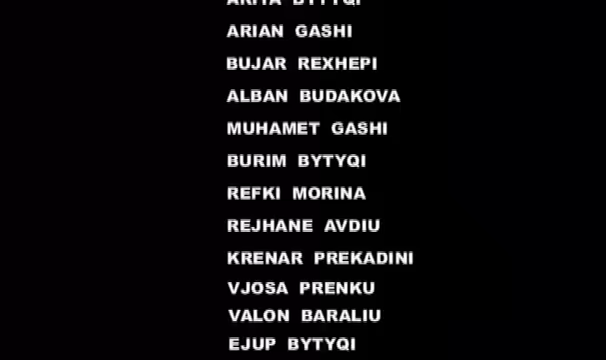 BYTYQI
ARIAN GASHI
BUJAR REXHEPI
ALBAN BUDAKOVA
MUHAMET GASHI
BURIM BYTYQI
REFKI MORINA
REJHANE AVDIU
KRENAR PREKADINI
VJOSA PRENKU
VALON BARALIU
EJUP BYTYQI